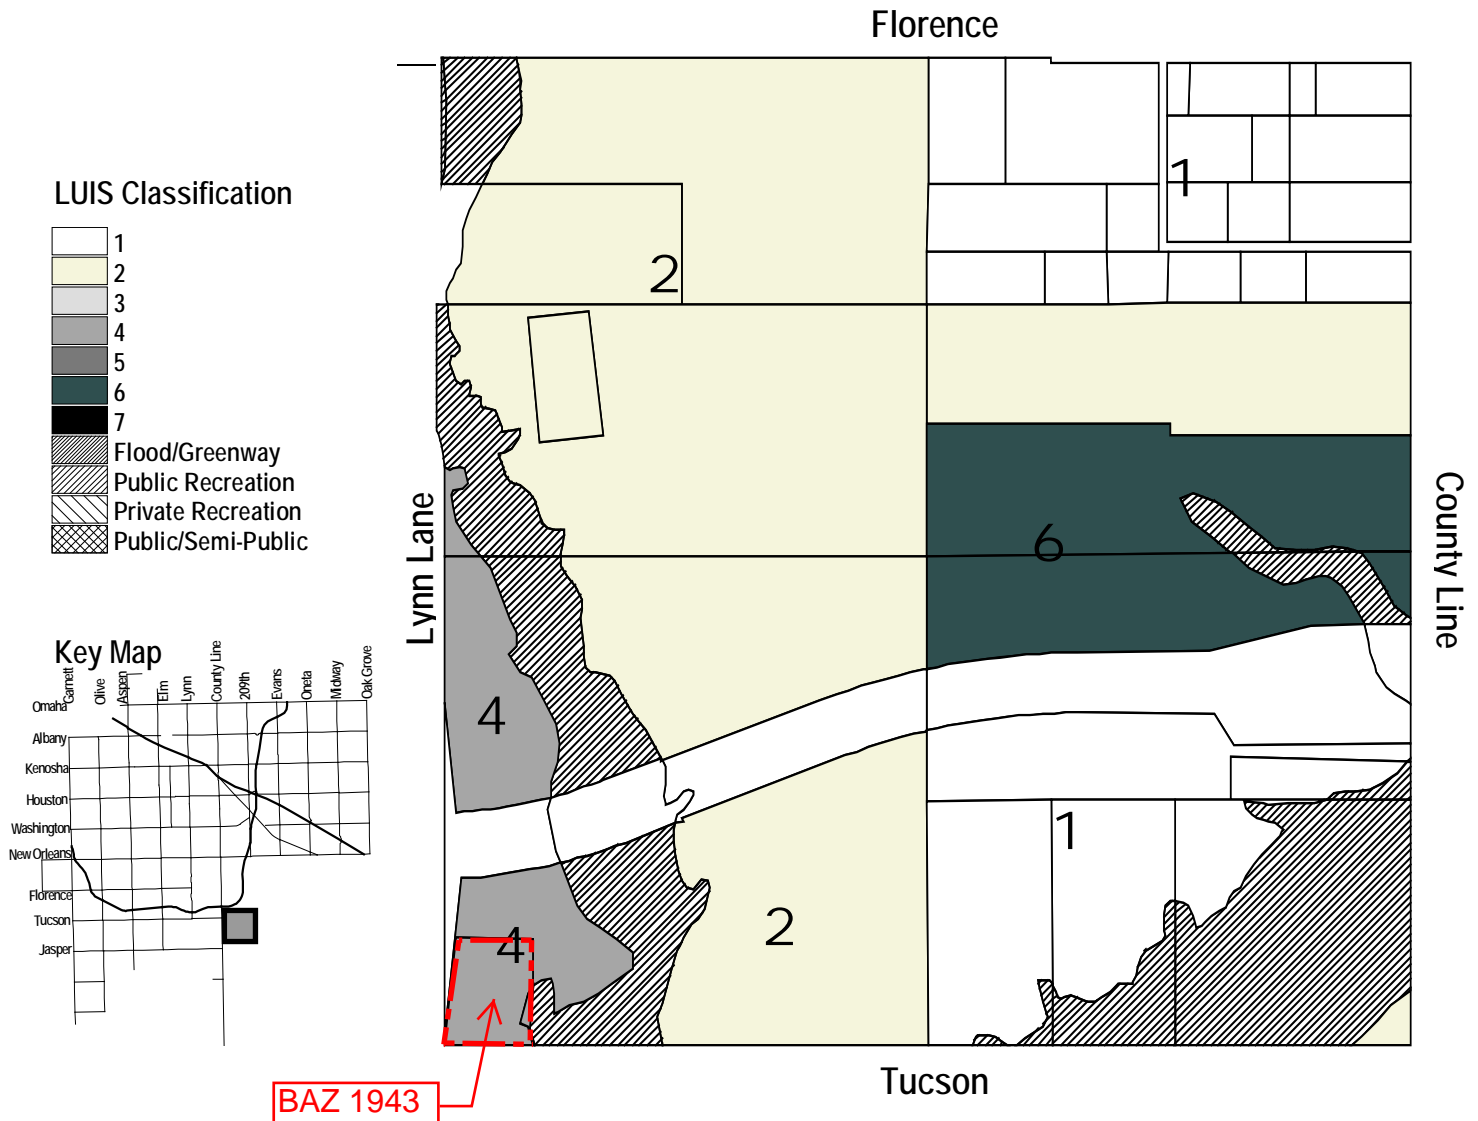 Florence
LUIS Classification
1
2
3
4
5
6
7
Flood/Greenway
Public Recreation
Private Recreation
Public/Semi-Public
Key Map
Garnett
Olive
Aspen
Elm
Lynn
County Line
209th
Evans
Oneta
Midway
Oak Grove
Omaha
Albany
Kenosha
Houston
Washington
New Orleans
Florence
Tucson
Jasper
Lynn Lane
1
2
6
4
1
2
4
County Line
Tucson
BAZ 1943